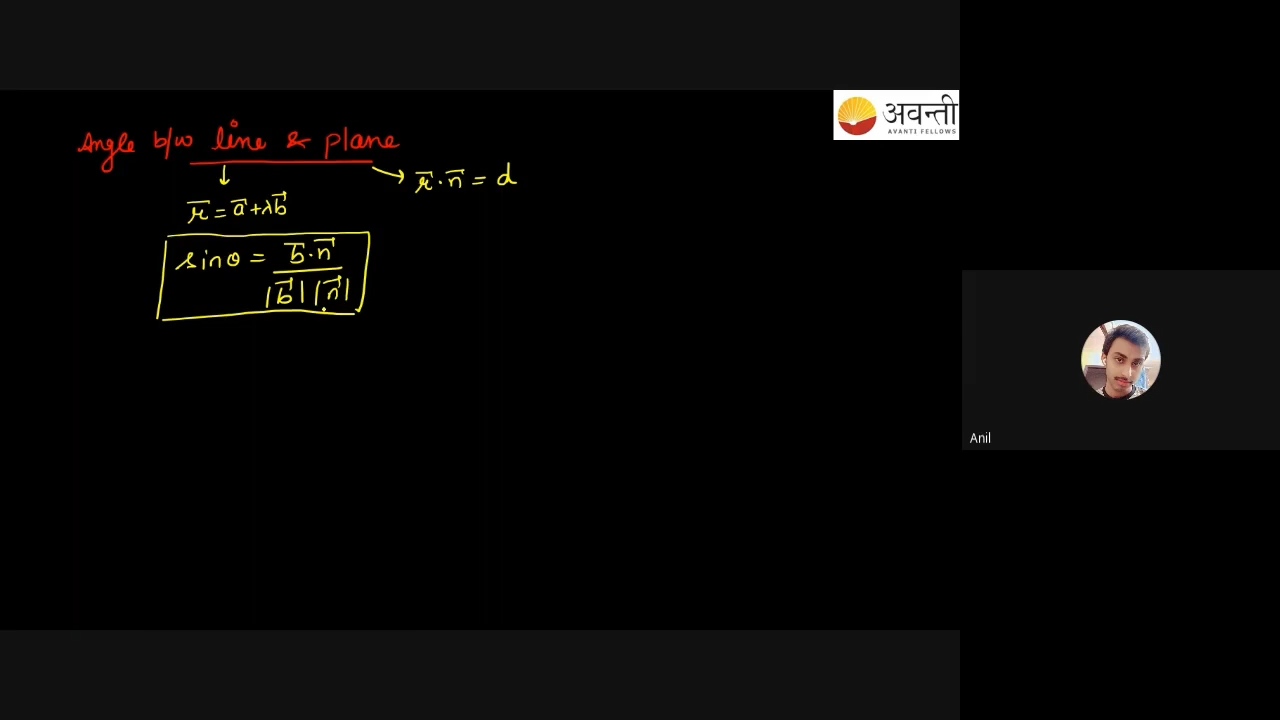 Angle b/w line & plane
r⃗ = a⃗ + λb⃗
r⃗ . n⃗ = d
sinθ = b⃗ . n⃗ / |b⃗| |n⃗|
अवन्ती
AVANTI FELLOWS
Anil